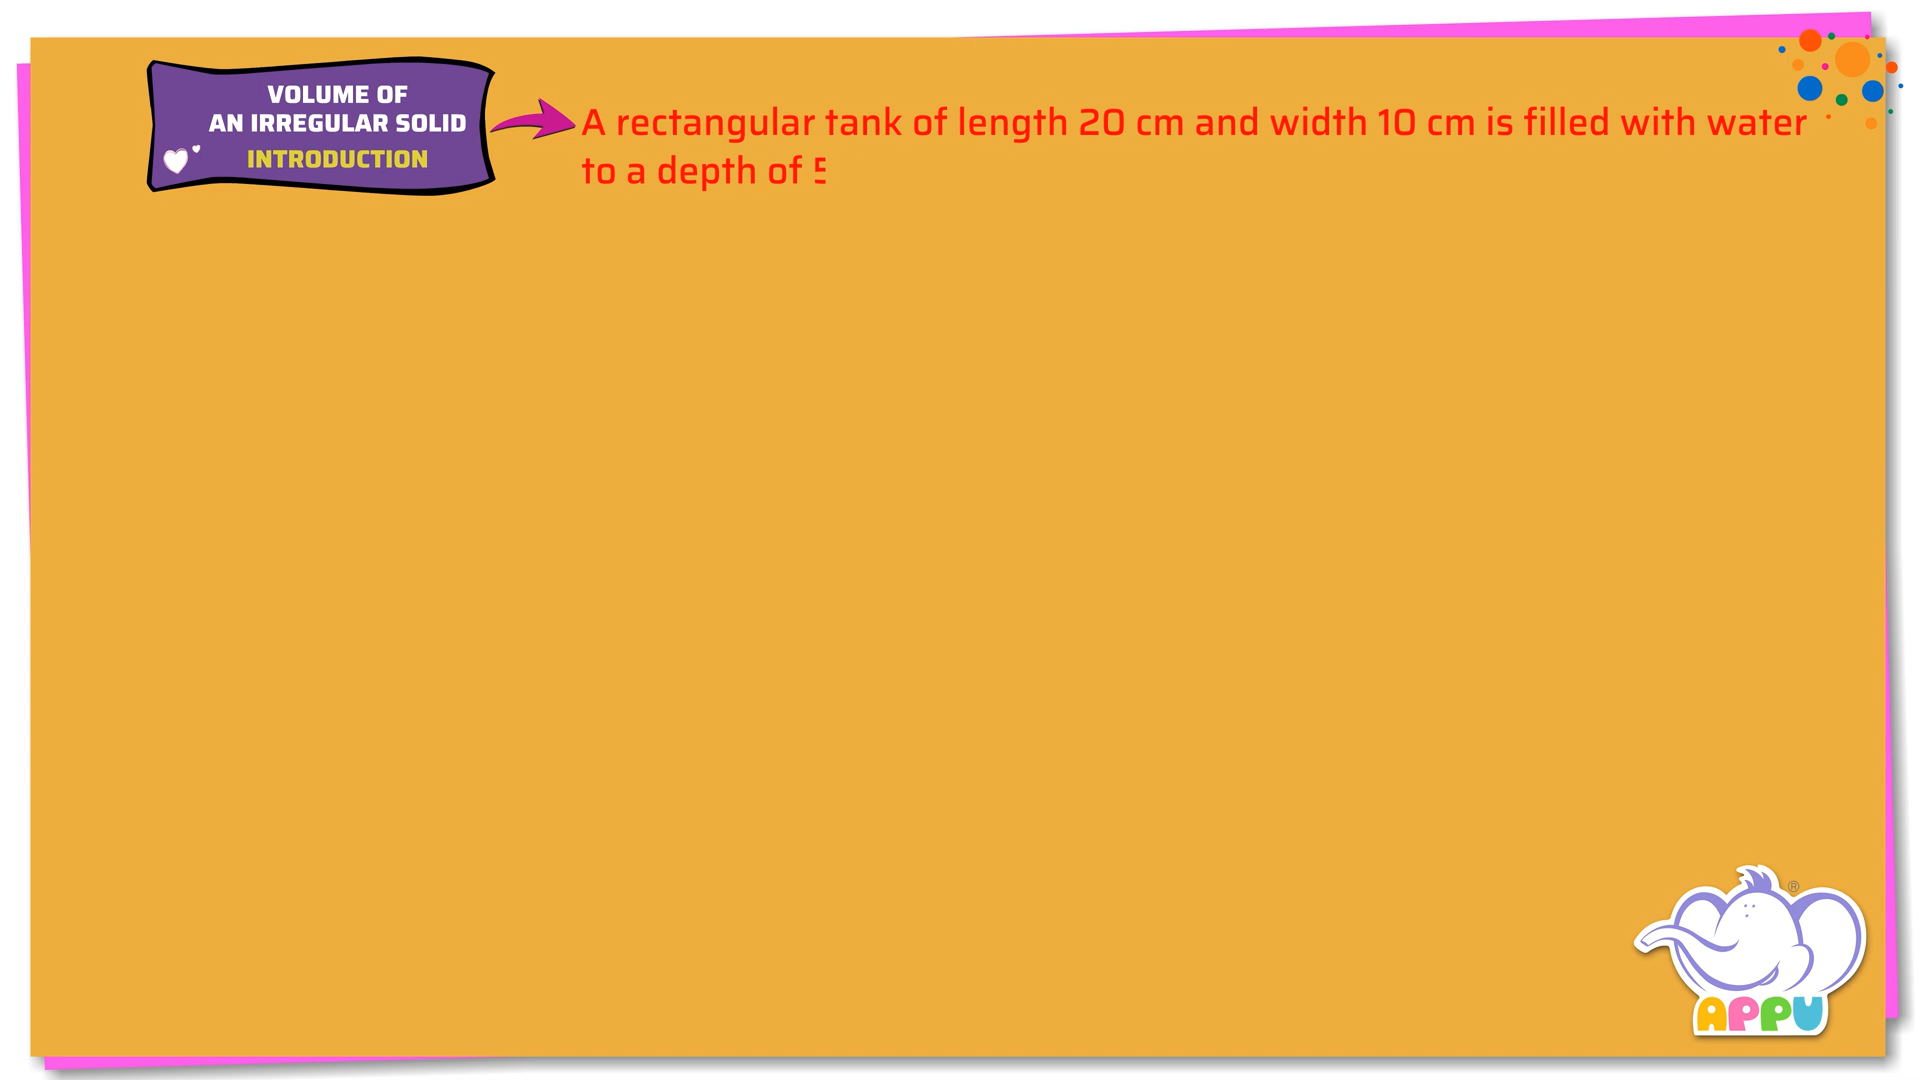 VOLUME OF
AN IRREGULAR SOLID
INTRODUCTION
A rectangular tank of length 20 cm and width 10 cm is filled with water
to a depth of 5
®
APPU